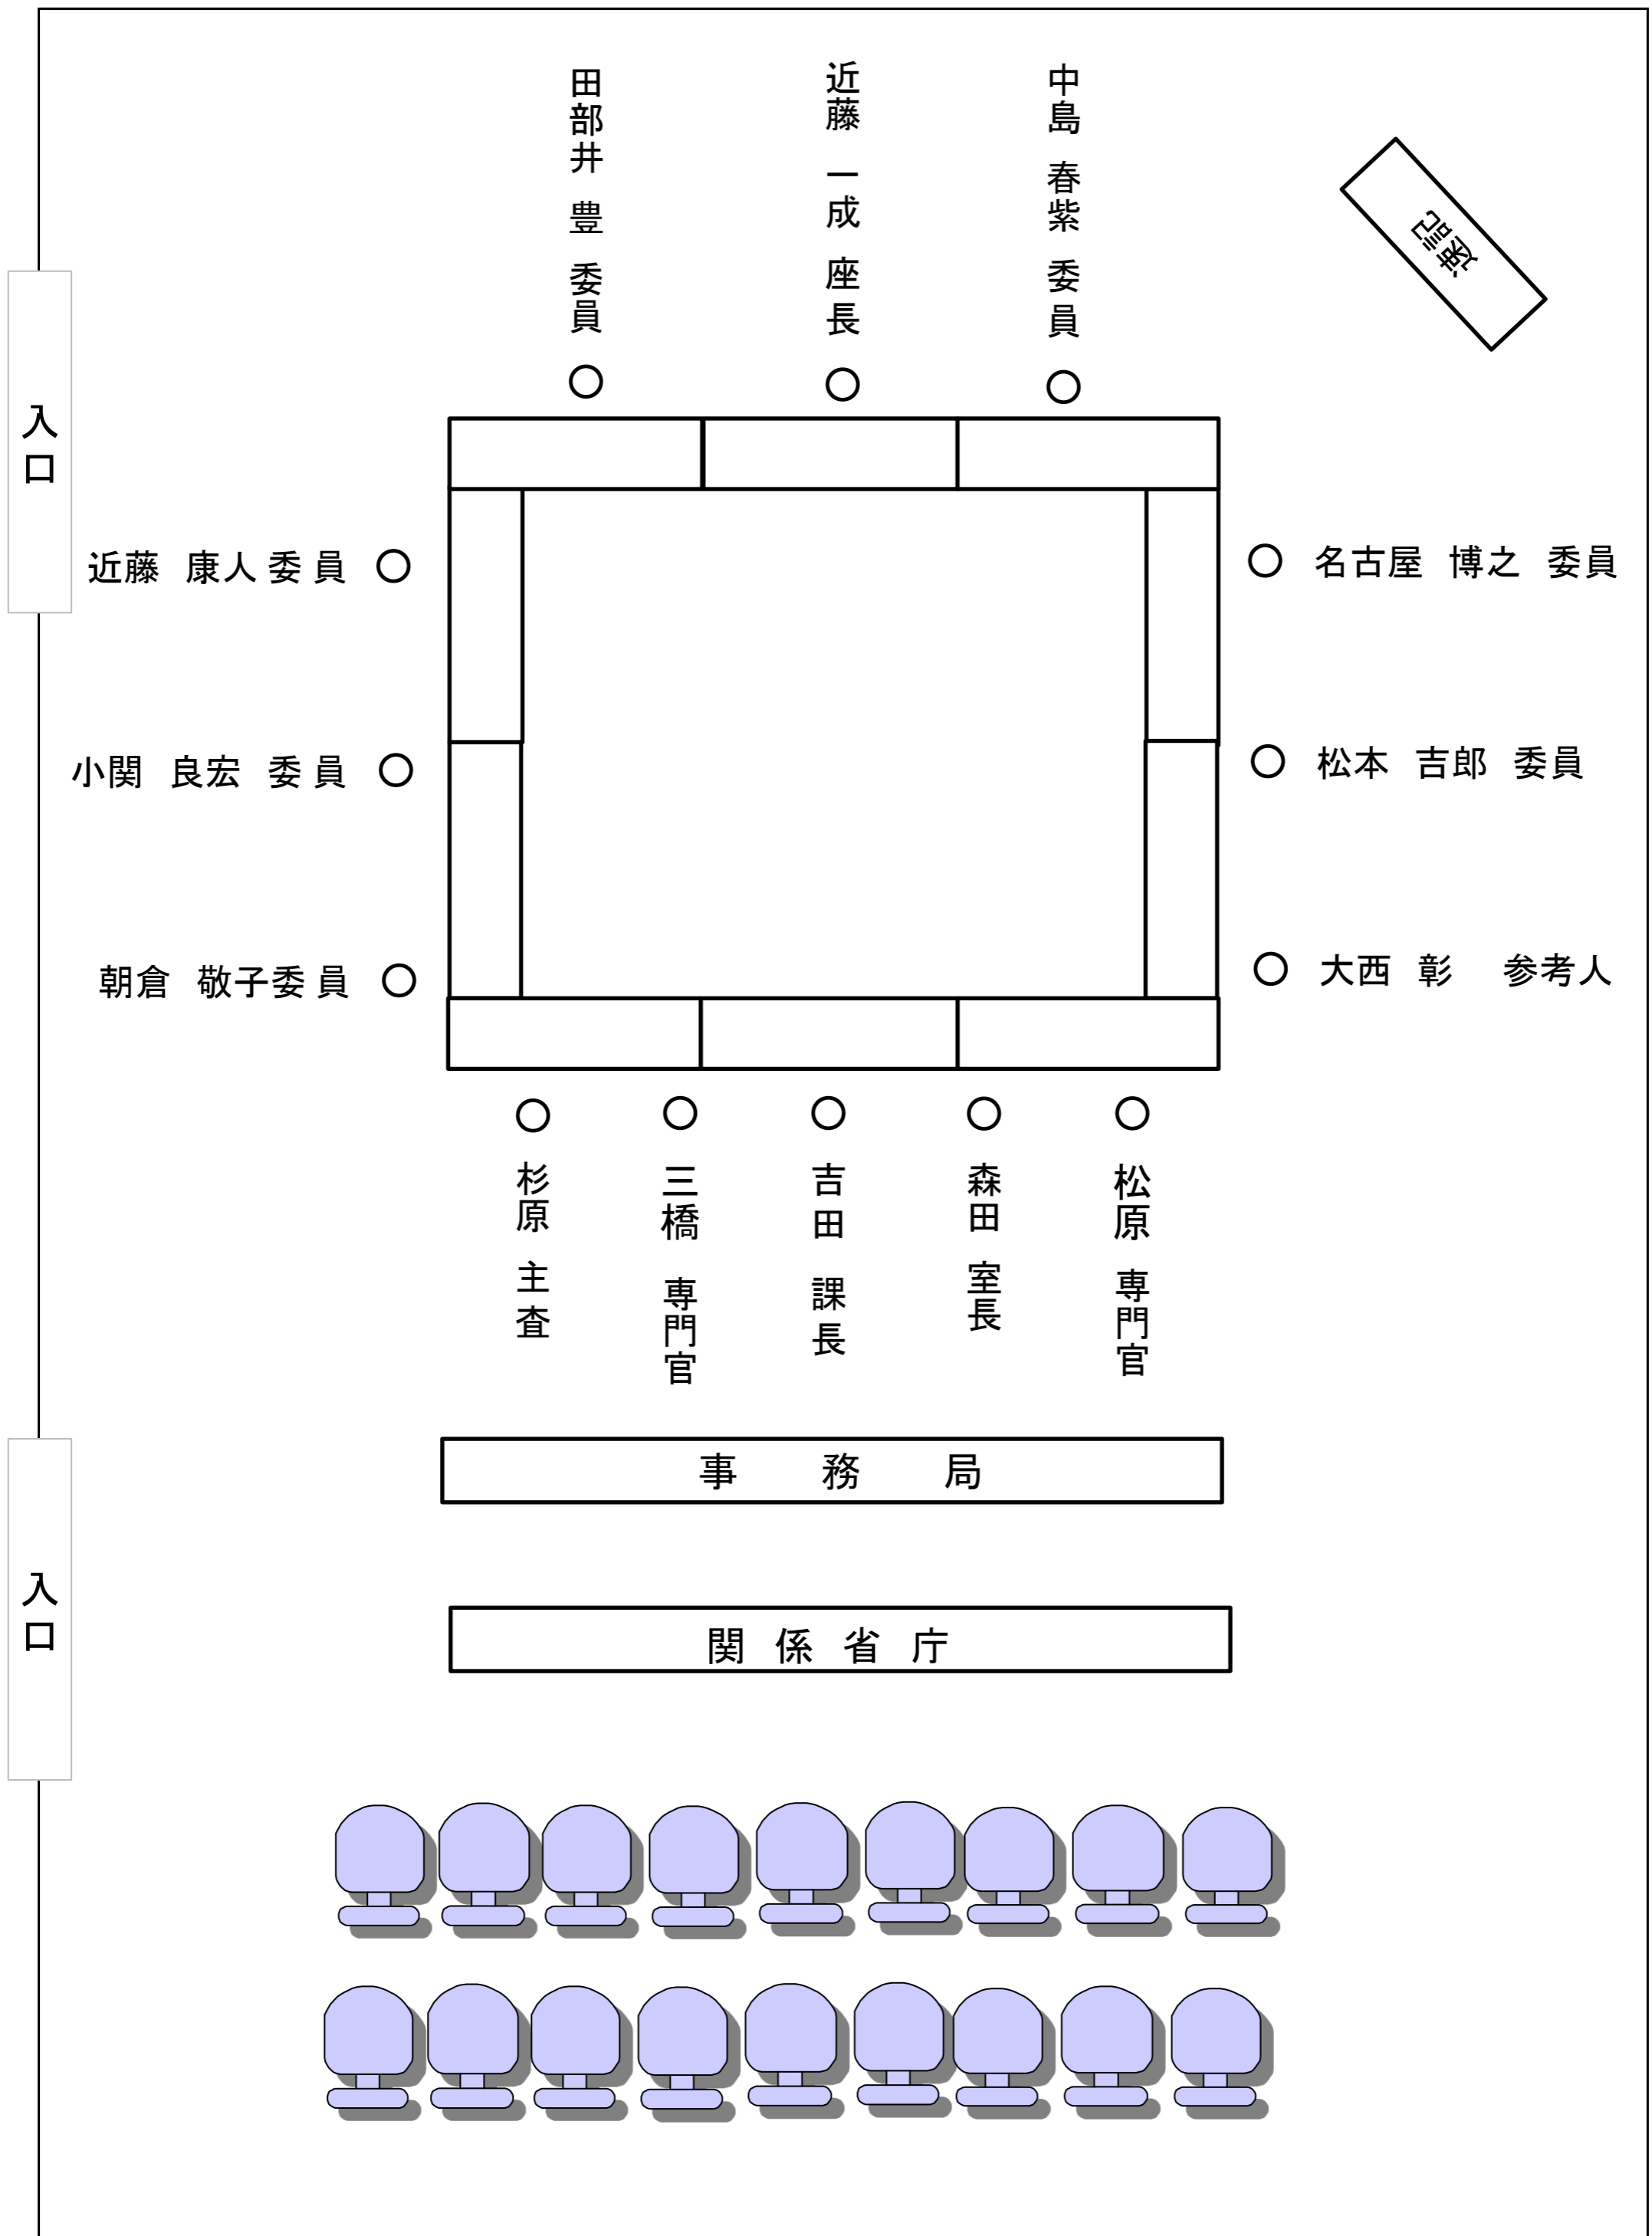 田部井 豊 委員
近藤 一成 座長
中島 春紫 委員
速記
入口
近藤 康人 委員
名古屋 博之 委員
小関 良宏 委員
松本 吉郎 委員
朝倉 敬子 委員
大西 彰 参考人
杉原 主査
三橋 専門官
吉田 課長
森田 室長
松原 専門官
事務局
入口
関係省庁